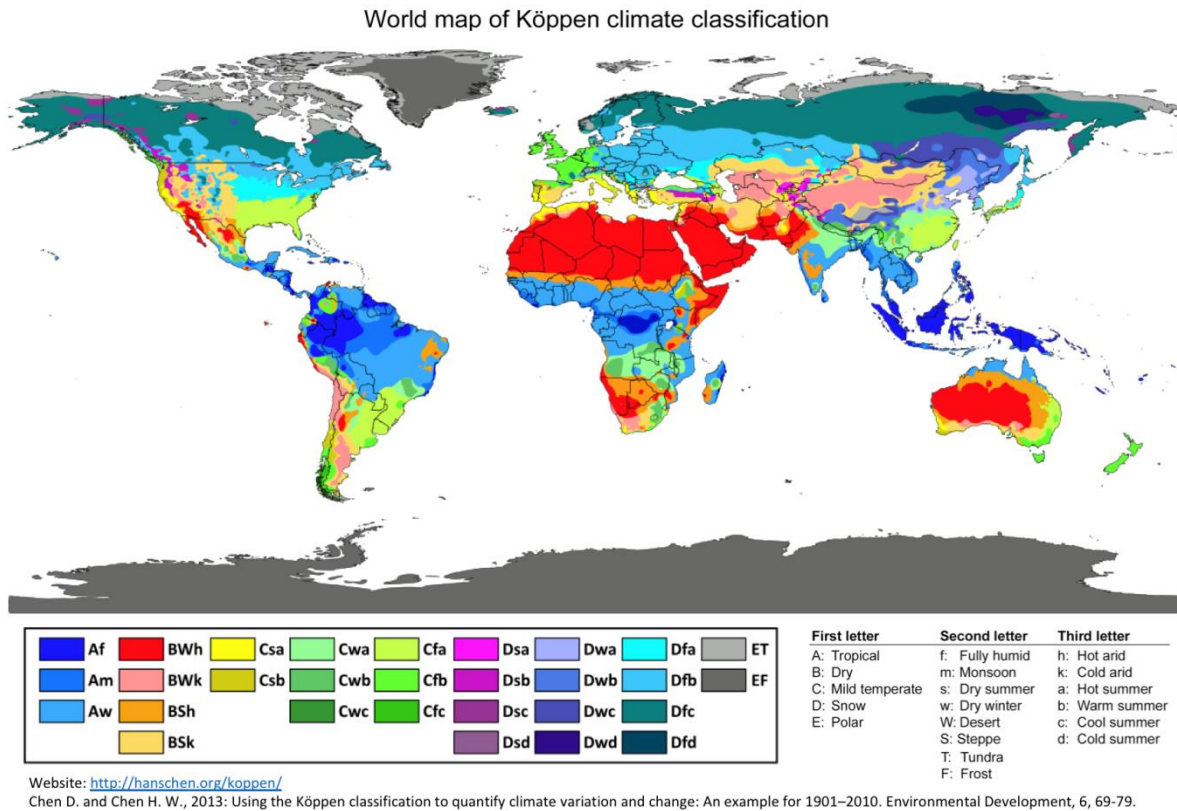 World map of Köppen climate classification
Af BWh Csa Cwa Cfa Dsa Dwa Dfa ET
Am BWk Csb Cwb Cfb Dsb Dwb Dfb EF
Aw BSh Cwc Cfc Dsc Dwc Dfc
BSk Dsd Dwd Dfd
First letter Second letter Third letter
A: Tropical f: Fully humid h: Hot arid
B: Dry m: Monsoon k: Cold arid
C: Mild temperate s: Dry summer a: Hot summer
D: Snow w: Dry winter b: Warm summer
E: Polar W: Desert c: Cool summer
S: Steppe d: Cold summer
T: Tundra
F: Frost
Website: http://hanschen.org/koppen/
Chen D. and Chen H. W., 2013: Using the Köppen classification to quantify climate variation and change: An example for 1901–2010. Environmental Development, 6, 69-79.